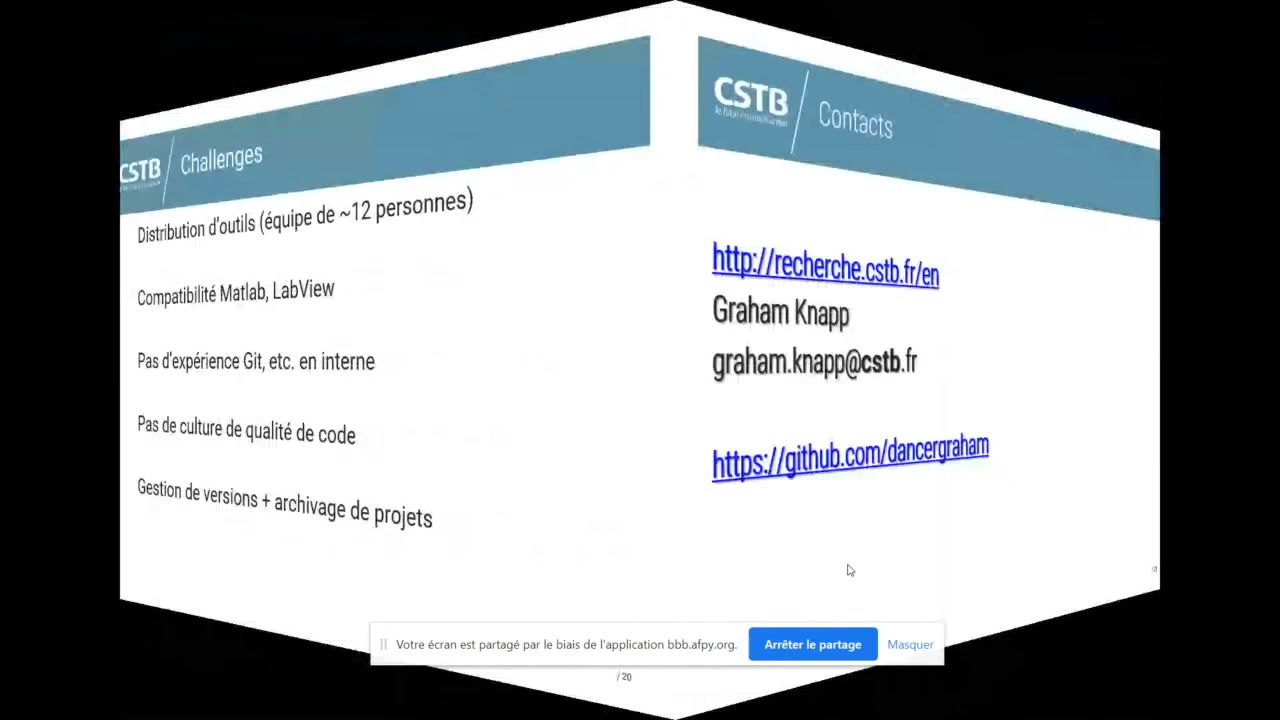 CSTB
Challenges
Distribution d'outils (équipe de ~12 personnes)
Compatibilité Matlab, LabView
Pas d'expérience Git, etc. en interne
Pas de culture de qualité de code
Gestion de versions + archivage de projets
/ 20
CSTB
Contacts
http://recherche.cstb.fr/en
Graham Knapp
graham.knapp@cstb.fr
https://github.com/dancergraham
Votre écran est partagé par le biais de l'application bbb.afpy.org.
Arrêter le partage
Masquer